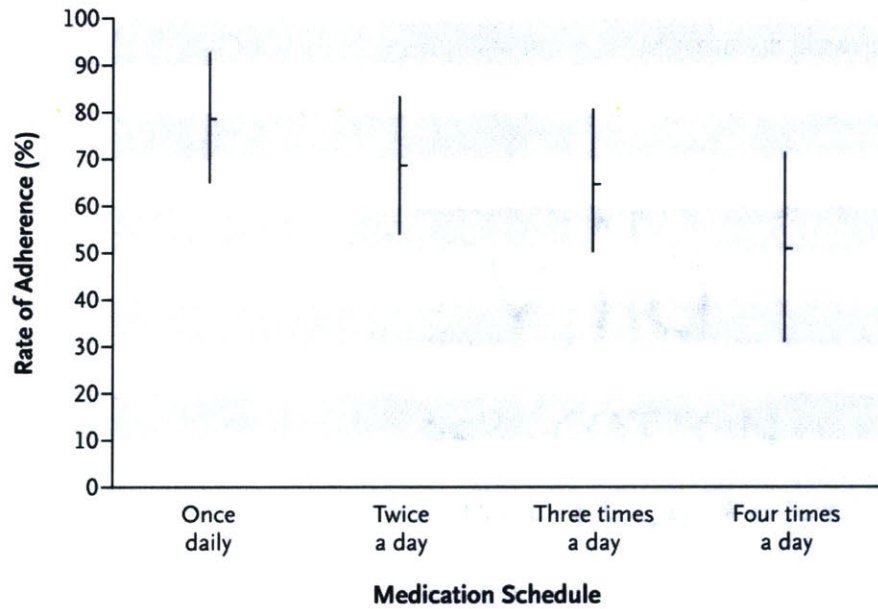 100
90
80
70
60
50
40
30
20
10
0
Rate of Adherence (%)
Once
daily
Twice
a day
Three times
a day
Four times
a day
Medication Schedule